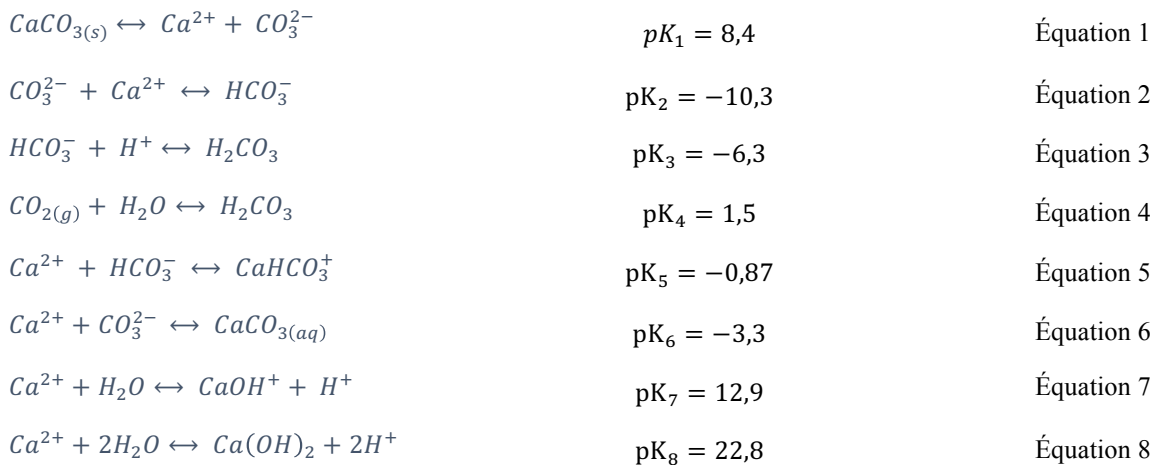 CaCO₃₍ₛ₎ ↔ Ca²⁺ + CO₃²⁻ pK₁ = 8,4 Équation 1
CO₃²⁻ + Ca²⁺ ↔ HCO₃⁻ pK₂ = −10,3 Équation 2
HCO₃⁻ + H⁺ ↔ H₂CO₃ pK₃ = −6,3 Équation 3
CO₂₍g₎ + H₂O ↔ H₂CO₃ pK₄ = 1,5 Équation 4
Ca²⁺ + HCO₃⁻ ↔ CaHCO₃⁺ pK₅ = −0,87 Équation 5
Ca²⁺ + CO₃²⁻ ↔ CaCO₃₍aq₎ pK₆ = −3,3 Équation 6
Ca²⁺ + H₂O ↔ CaOH⁺ + H⁺ pK₇ = 12,9 Équation 7
Ca²⁺ + 2H₂O ↔ Ca(OH)₂ + 2H⁺ pK₈ = 22,8 Équation 8